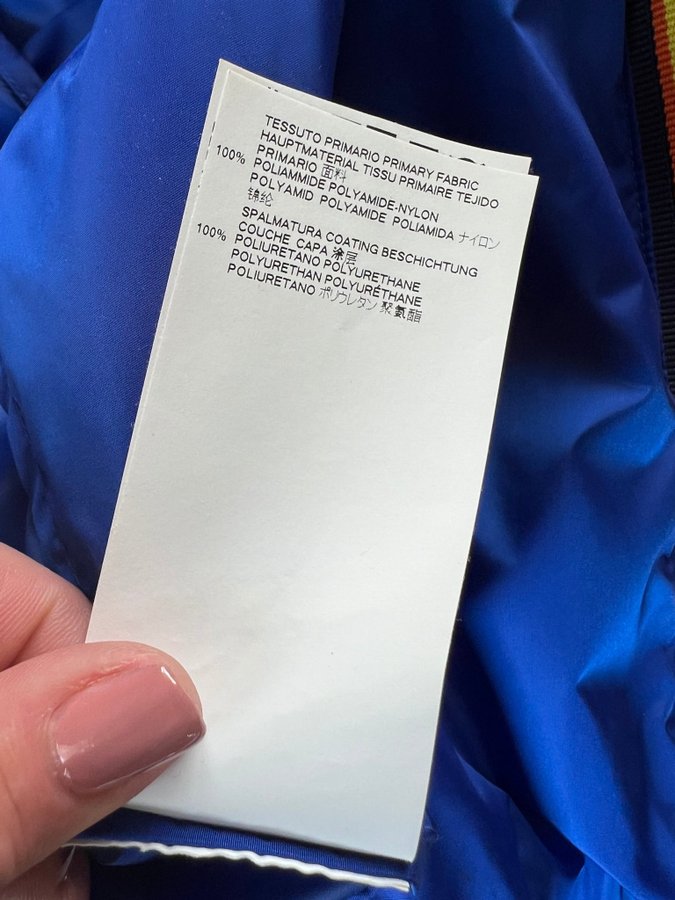 TESSUTO PRIMARIO PRIMARY FABRIC
HAUPTMATERIAL TISSU PRIMAIRE TEJIDO
100% PRIMARIO 面料
POLIAMMIDE POLYAMIDE-NYLON
POLYAMID POLYAMIDE POLIAMIDA ナイロン
锦纶
SPALMATURA COATING BESCHICHTUNG
100% COUCHE CAPA 涂层
POLIURETANO POLYURETHANE
POLYURETHAN POLYURÉTHANE
POLIURETANO ポリウレタン 聚氨酯